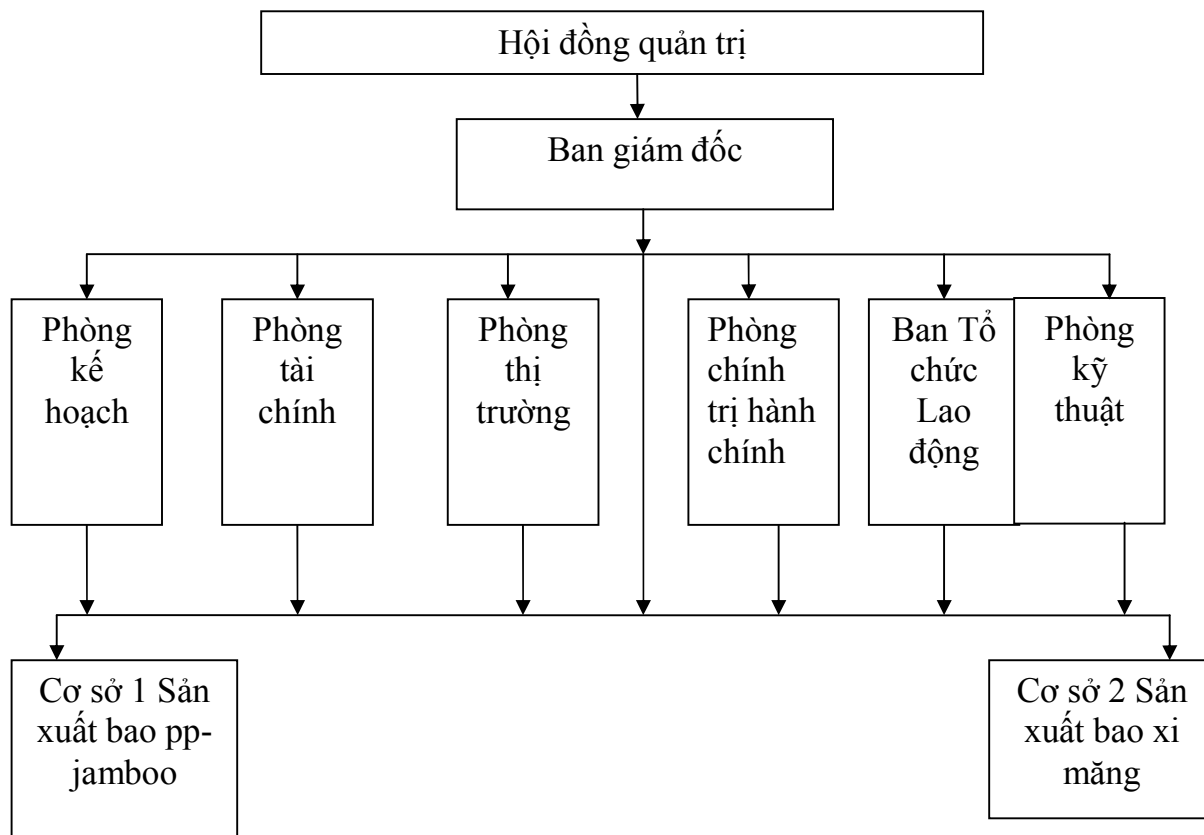 Hội đồng quản trị
Ban giám đốc
Phòng
kế
hoạch
Phòng
tài
chính
Phòng
thị
trường
Phòng
chính
trị hành
chính
Ban Tổ
chức
Lao
động
Phòng
kỹ
thuật
Cơ sở 1 Sản
xuất bao pp-
jamboo
Cơ sở 2 Sản
xuất bao xi
măng